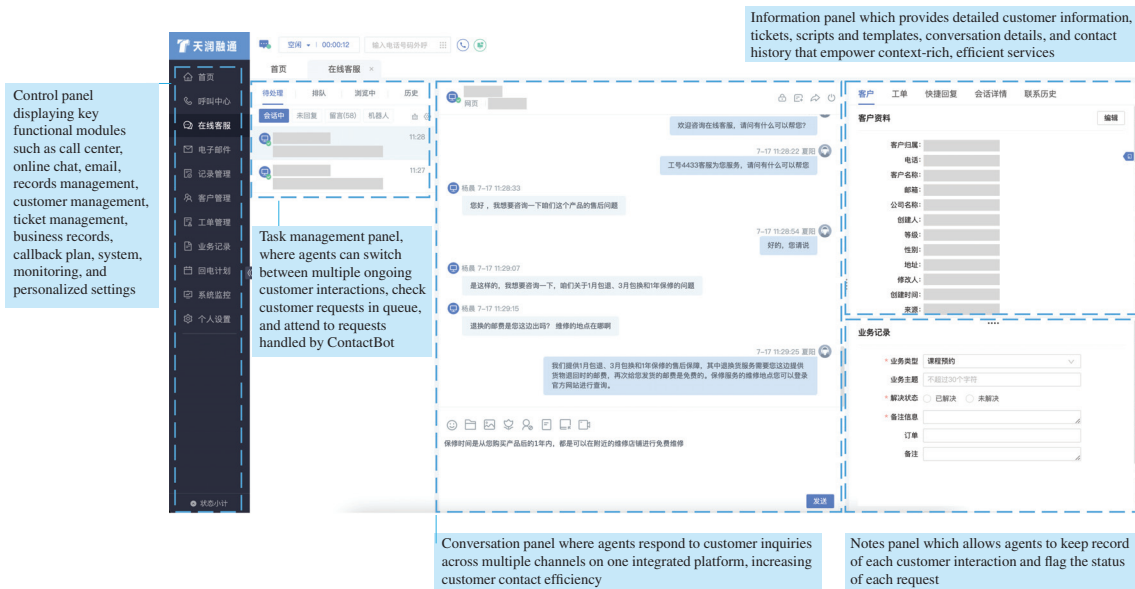 Information panel which provides detailed customer information,
tickets, scripts and templates, conversation details, and contact
history that empower context-rich, efficient services
Control panel
displaying key
functional modules
such as call center,
online chat, email,
records management,
customer management,
ticket management,
business records,
callback plan, system,
monitoring, and
personalized settings
天润融通
首页
呼叫中心
在线客服
电子邮件
记录管理
客户管理
工单管理
业务记录
回电计划
系统监控
个人设置
状态小计
空闲 00:00:12 输入电话号码外呼
首页 在线客服 ×
待处理 排队 浏览中 历史
会话中 未回复 留言(58) 机器人
11:28
11:27
Task management panel,
where agents can switch
between multiple ongoing
customer interactions, check
customer requests in queue,
and attend to requests
handled by ContactBot
网页
欢迎咨询在线客服，请问有什么可以帮您?
7-17 11:28:22 夏阳
工号4433客服为您服务，请问有什么可以帮您
杨晨 7-17 11:28:33
您好，我想要咨询一下咱们这个产品的售后问题
7-17 11:28:54 夏阳
好的，您请说
杨晨 7-17 11:29:07
是这样的，我想要咨询一下，咱们关于1月包退、3月包换和1年保修的问题
杨晨 7-17 11:29:15
退换的邮费是您这边出吗? 维修的地点在哪啊
7-17 11:29:25 夏阳
我们提供1月包退、3月包换和1年保修的售后保障，其中退换货服务需要您这边提供
货物退回时的邮费，再次给您发货的邮费是免费的。保修服务的维修地点您可以登录
官方网站进行查询。
保修时间是从您购买产品后的1年内，都是可以在附近的维修店铺进行免费维修
发送
客户 工单 快捷回复 会话详情 联系历史
客户资料 编辑
客户归属:
电话:
客户名称:
邮箱:
公司名称:
创建人:
等级:
性别:
地址:
修改人:
创建时间:
来源:
业务记录
* 业务类型 课程预约
业务主题 不超过30个字符
* 解决状态 已解决 未解决
* 备注信息
订单
备注
Conversation panel where agents respond to customer inquiries
across multiple channels on one integrated platform, increasing
customer contact efficiency
Notes panel which allows agents to keep record
of each customer interaction and flag the status
of each request